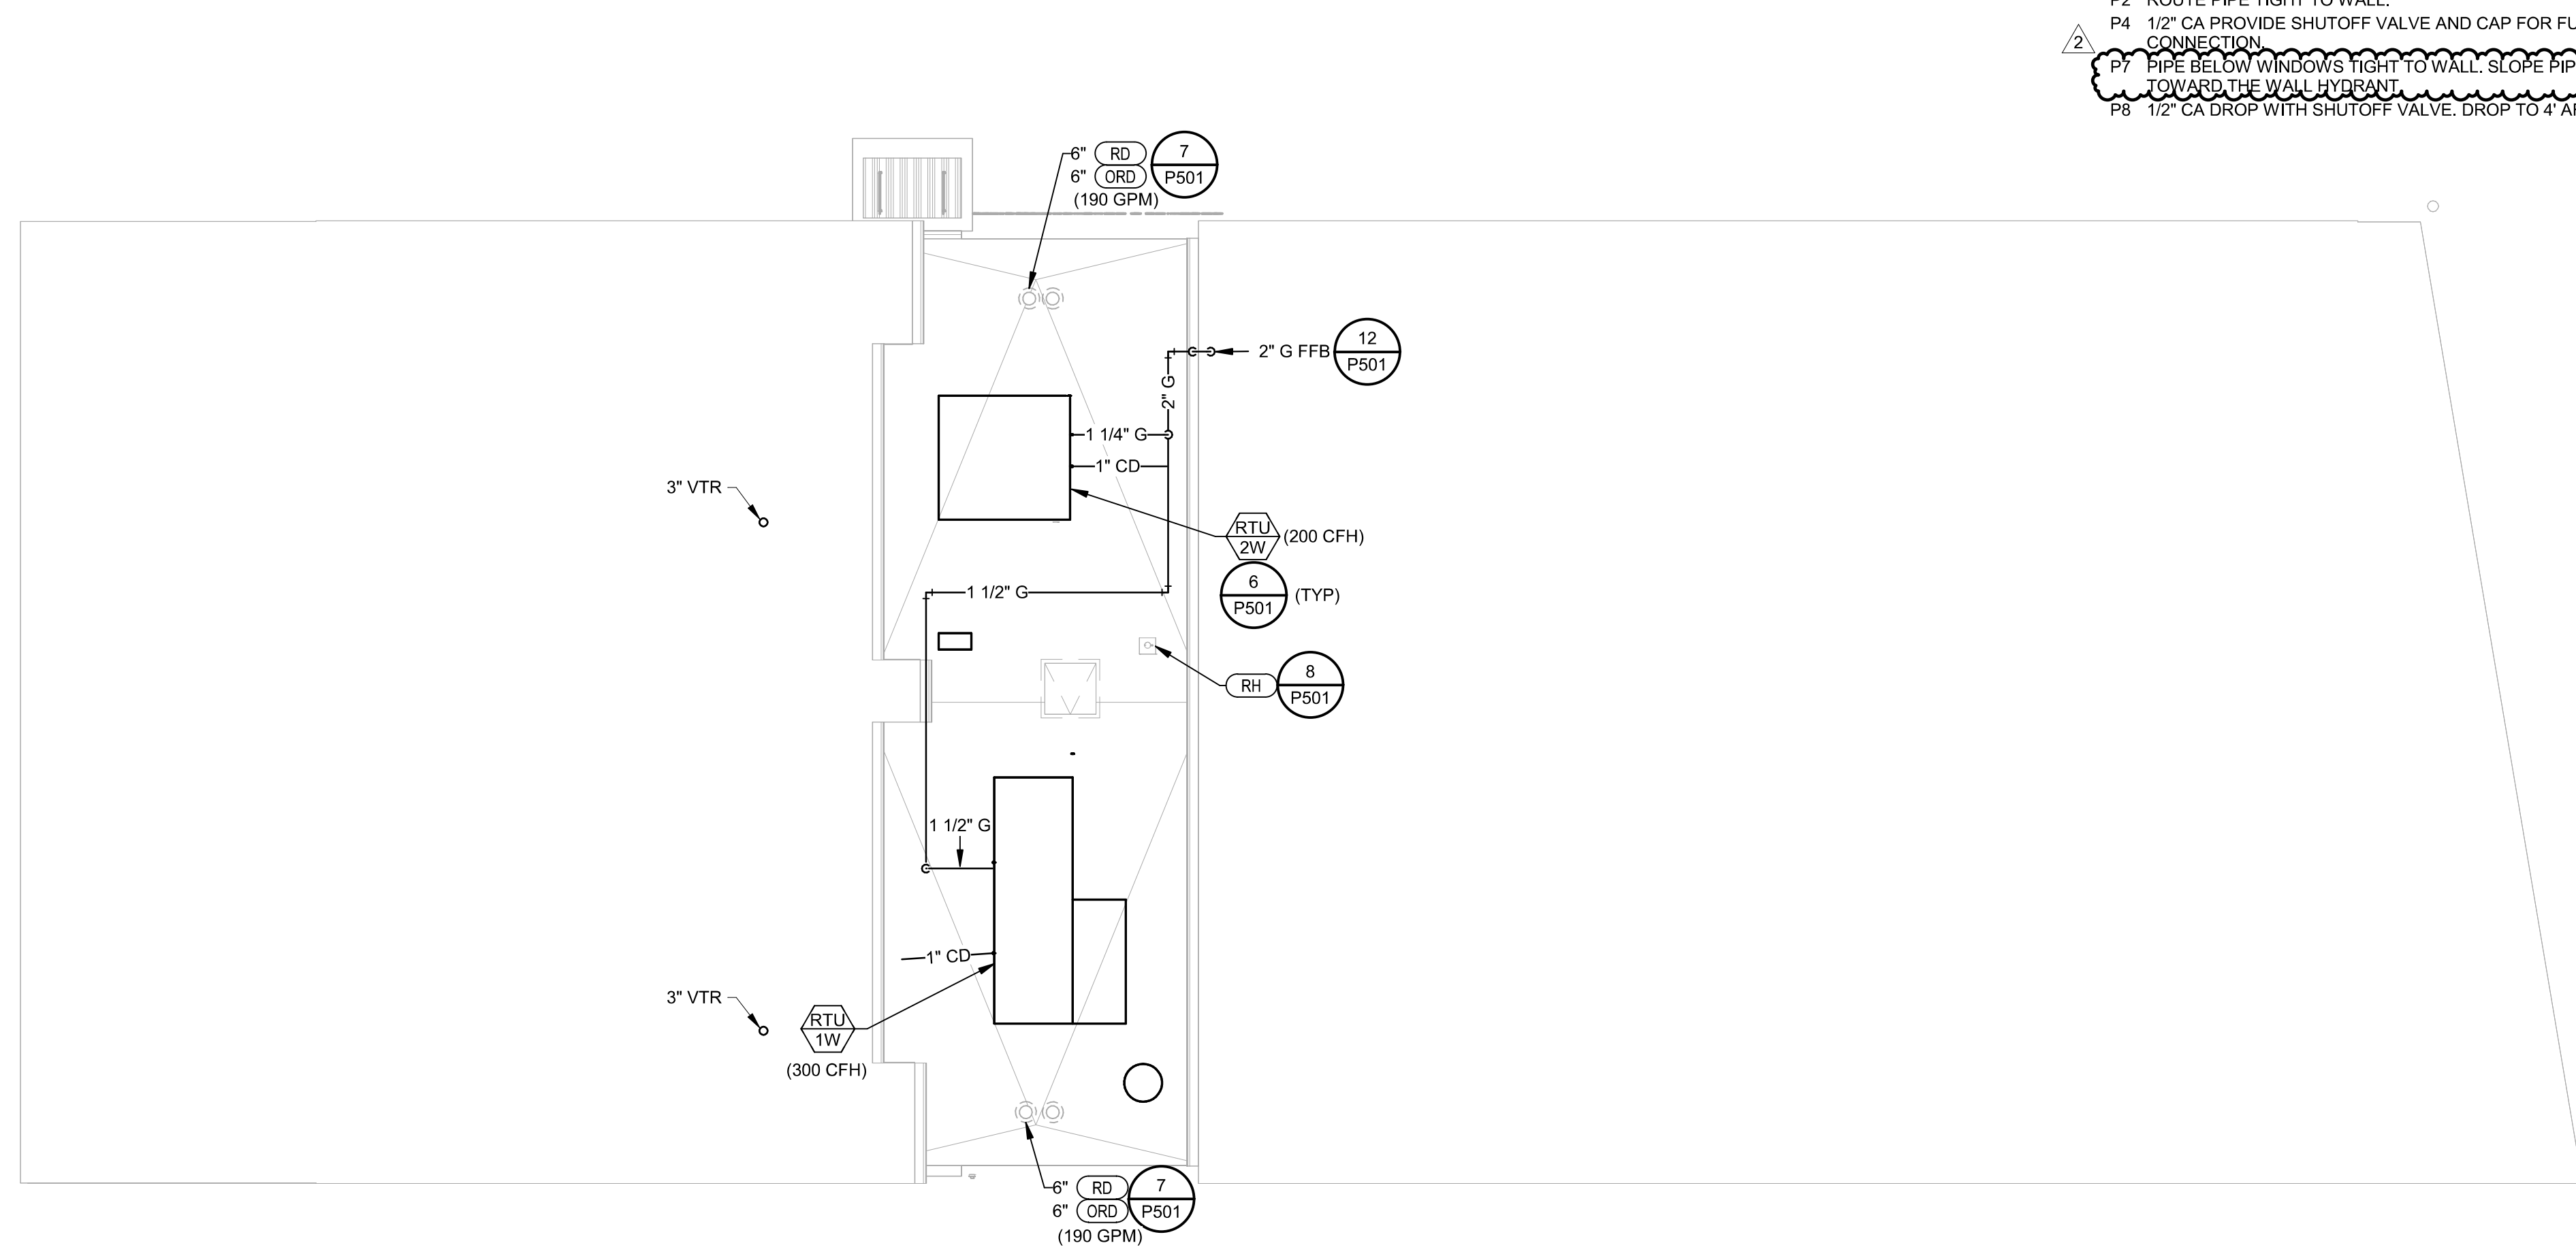 P2 ROUTE PIPE TIGHT TO WALL.
P4 1/2" CA PROVIDE SHUTOFF VALVE AND CAP FOR
CONNECTION.
2
P7 PIPE BELOW WINDOWS TIGHT TO WALL. SLOPE
TOWARD THE WALL HYDRANT
P8 1/2" CA DROP WITH SHUTOFF VALVE. DROP TO 4'
6" RD
6" ORD
(190 GPM)
7
P501
2" G FFB
12
P501
2" G
1 1/4" G
1" CD
3" VTR
RTU
2W
(200 CFH)
6
P501
(TYP)
1 1/2" G
RH
8
P501
1 1/2" G
1" CD
3" VTR
RTU
1W
(300 CFH)
6" RD
6" ORD
(190 GPM)
7
P501